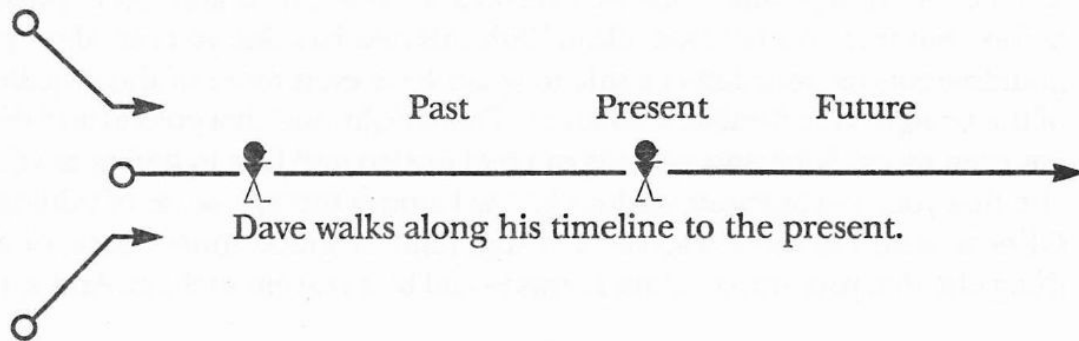 Past Present Future
Dave walks along his timeline to the present.